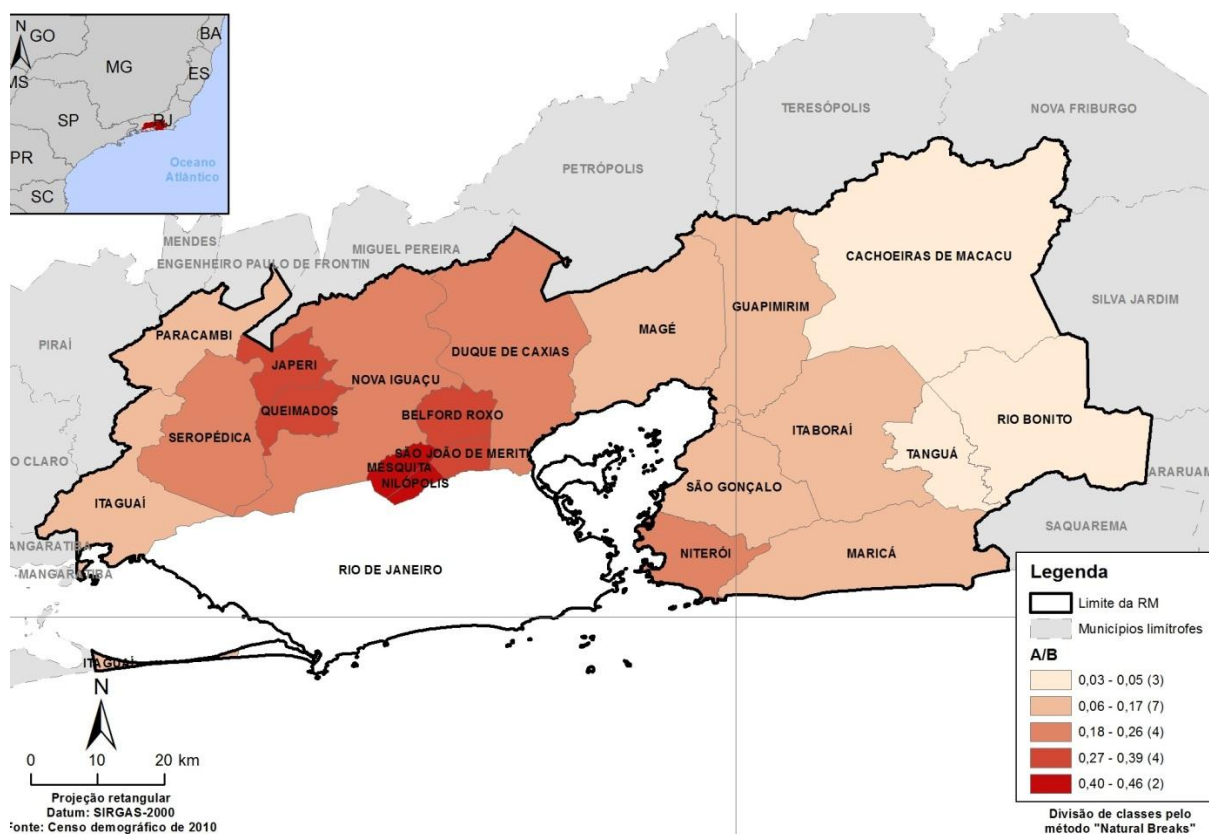 N
GO
BA
MG
ES
MS
SP
RJ
PR
Oceano
Atlântico
SC
TERESÓPOLIS
NOVA FRIBURGO
PETRÓPOLIS
MENDES
MIGUEL PEREIRA
ENGENHEIRO PAULO DE FRONTIN
CACHOEIRAS DE MACACU
SILVA JARDIM
GUAPIMIRIM
PARACAMBI
MAGÉ
PIRAÍ
DUQUE DE CAXIAS
JAPERI
NOVA IGUAÇU
QUEIMADOS
BELFORD ROXO
RIO BONITO
ITABORAÍ
SEROPÉDICA
SÃO JOÃO DE MERITI
TANGUÁ
O CLARO
MESQUITA
ARARUAM
NILÓPOLIS
SÃO GONÇALO
ITAGUAÍ
SAQUAREMA
ANGARATIBA
NITERÓI
MARICÁ
MANGARATIBA
RIO DE JANEIRO
ITAGUAÍ
N
0 10 20 km
Projeção retangular
Datum: SIRGAS-2000
Fonte: Censo demográfico de 2010
Legenda
Limite da RM
Municípios limítrofes
A/B
0,03 - 0,05 (3)
0,06 - 0,17 (7)
0,18 - 0,26 (4)
0,27 - 0,39 (4)
0,40 - 0,46 (2)
Divisão de classes pelo
método "Natural Breaks"